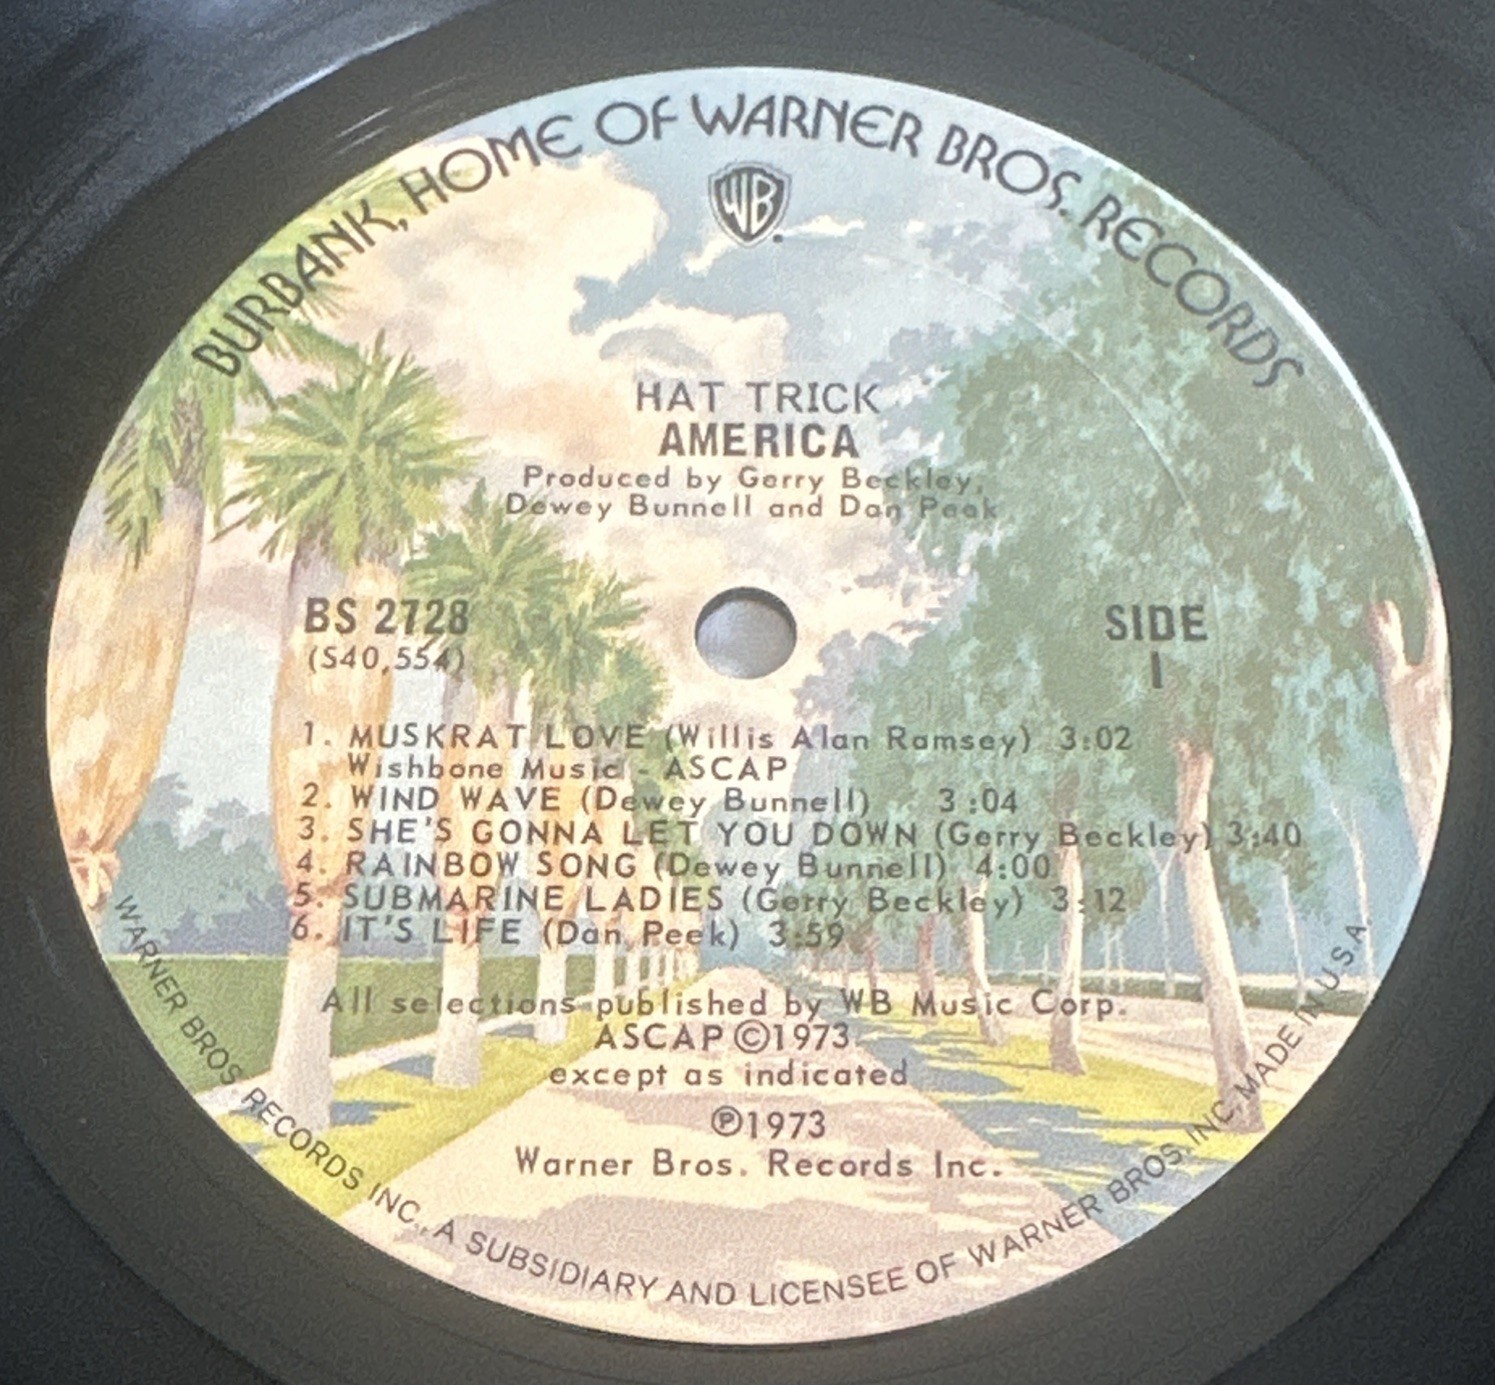 BURBANK, HOME OF WARNER BROS. RECORDS
WB
HAT TRICK
AMERICA
Produced by Gerry Beckley,
Dewey Bunnell and Dan Peek
BS 2728
(S40,554)
SIDE
1
1. MUSKRAT LOVE (Willis Alan Ramsey) 3:02
Wishbone Music - ASCAP
2. WIND WAVE (Dewey Bunnell) 3:04
3. SHE'S GONNA LET YOU DOWN (Gerry Beckley) 3:40
4. RAINBOW SONG (Dewey Bunnell) 4:00
5. SUBMARINE LADIES (Gerry Beckley) 3:12
6. IT'S LIFE (Dan Peek) 3:59
All selections published by WB Music Corp.
ASCAP ©1973
except as indicated
℗1973
Warner Bros. Records Inc.
WARNER BROS. RECORDS INC., A SUBSIDIARY AND LICENSEE OF WARNER BROS. INC. MADE IN U.S.A.